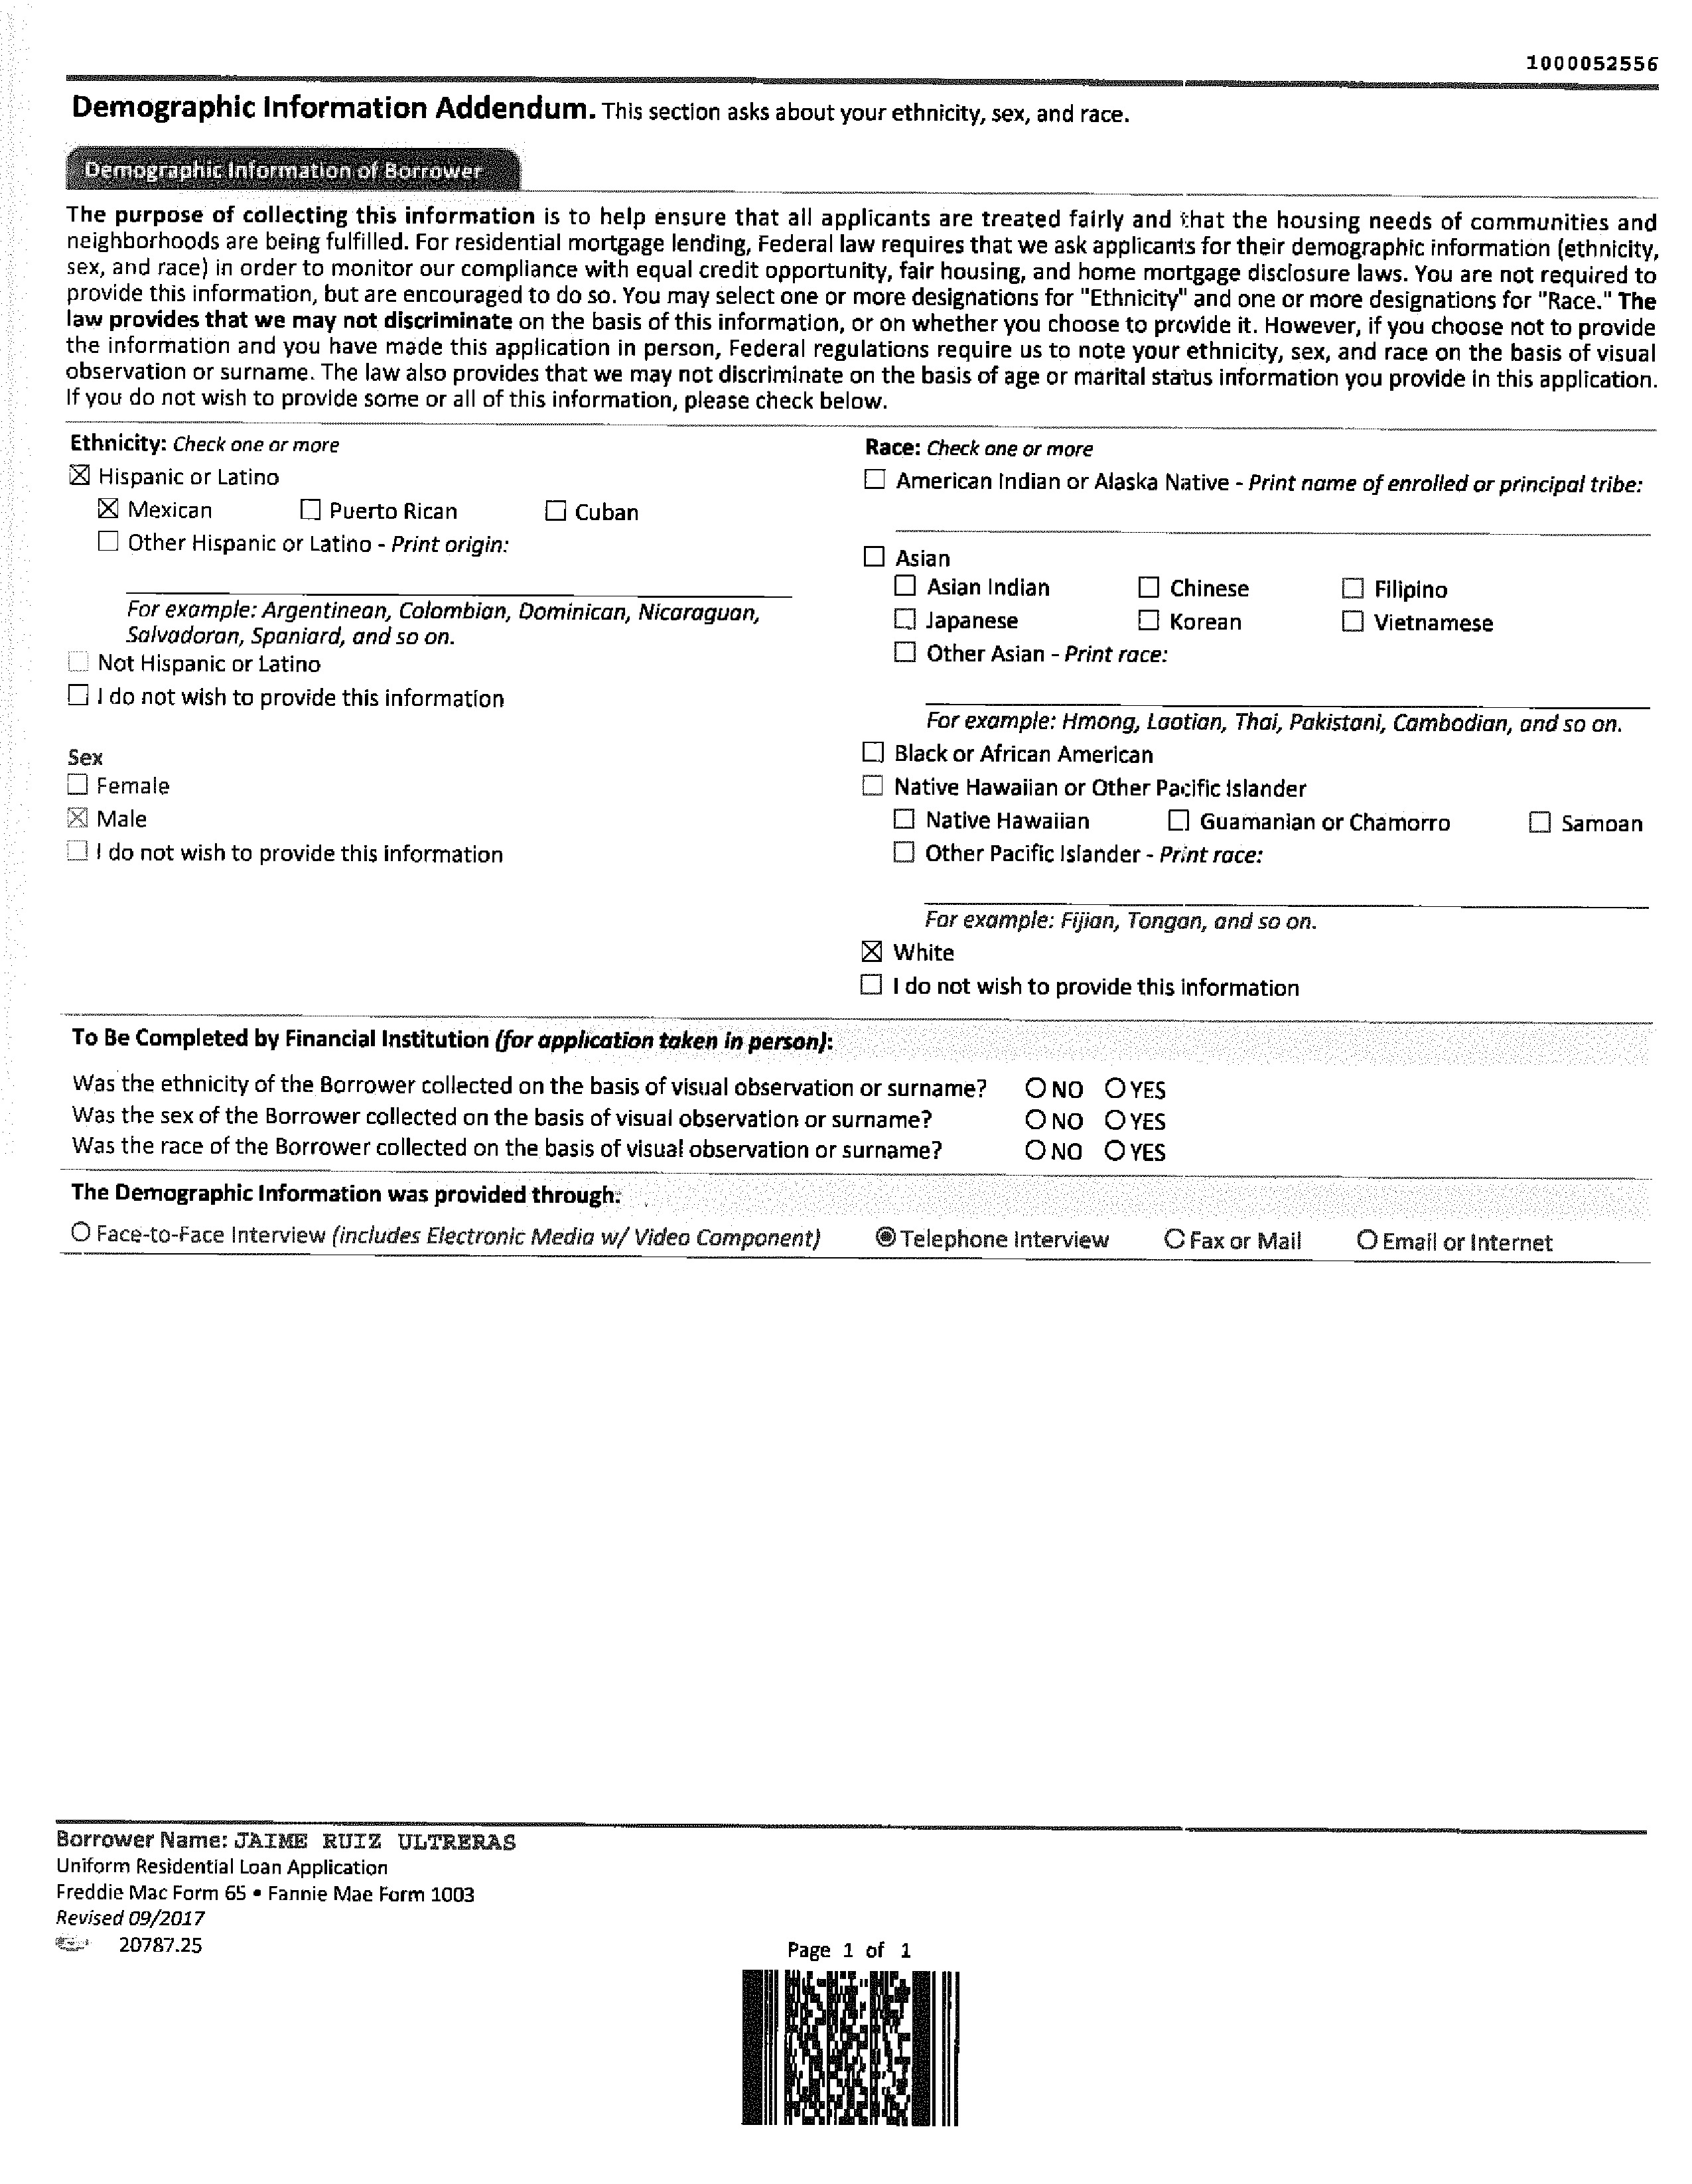 1000052556
Demographic Information Addendum. This section asks about your ethnicity, sex, and race.
Demographic Information of Borrower
The purpose of collecting this information is to help ensure that all applicants are treated fairly and that the housing needs of communities and
neighborhoods are being fulfilled. For residential mortgage lending, Federal law requires that we ask applicants for their demographic information (ethnicity,
sex, and race) in order to monitor our compliance with equal credit opportunity, fair housing, and home mortgage disclosure laws. You are not required to
provide this information, but are encouraged to do so. You may select one or more designations for "Ethnicity" and one or more designations for "Race." The
law provides that we may not discriminate on the basis of this information, or on whether you choose to provide it. However, if you choose not to provide
the information and you have made this application in person, Federal regulations require us to note your ethnicity, sex, and race on the basis of visual
observation or surname. The law also provides that we may not discriminate on the basis of age or marital status information you provide in this application.
If you do not wish to provide some or all of this information, please check below.
Ethnicity: Check one or more
☒ Hispanic or Latino
☒ Mexican ☐ Puerto Rican ☐ Cuban
☐ Other Hispanic or Latino - Print origin:
For example: Argentinean, Colombian, Dominican, Nicaraguan,
Salvadoran, Spaniard, and so on.
☐ Not Hispanic or Latino
☐ I do not wish to provide this information
Sex
☐ Female
☒ Male
☐ I do not wish to provide this information
Race: Check one or more
☐ American Indian or Alaska Native - Print name of enrolled or principal tribe:
☐ Asian
☐ Asian Indian ☐ Chinese ☐ Filipino
☐ Japanese ☐ Korean ☐ Vietnamese
☐ Other Asian - Print race:
For example: Hmong, Laotian, Thai, Pakistani, Cambodian, and so on.
☐ Black or African American
☐ Native Hawaiian or Other Pacific Islander
☐ Native Hawaiian ☐ Guamanian or Chamorro ☐ Samoan
☐ Other Pacific Islander - Print race:
For example: Fijian, Tongan, and so on.
☒ White
☐ I do not wish to provide this information
To Be Completed by Financial Institution (for application taken in person):
Was the ethnicity of the Borrower collected on the basis of visual observation or surname? ○ NO ○ YES
Was the sex of the Borrower collected on the basis of visual observation or surname? ○ NO ○ YES
Was the race of the Borrower collected on the basis of visual observation or surname? ○ NO ○ YES
The Demographic Information was provided through:
○ Face-to-Face Interview (includes Electronic Media w/ Video Component) ◉ Telephone Interview ○ Fax or Mail ○ Email or Internet
Borrower Name: JAIME RUIZ ULTRERAS
Uniform Residential Loan Application
Freddie Mac Form 65 • Fannie Mae Form 1003
Revised 09/2017
20787.25
Page 1 of 1